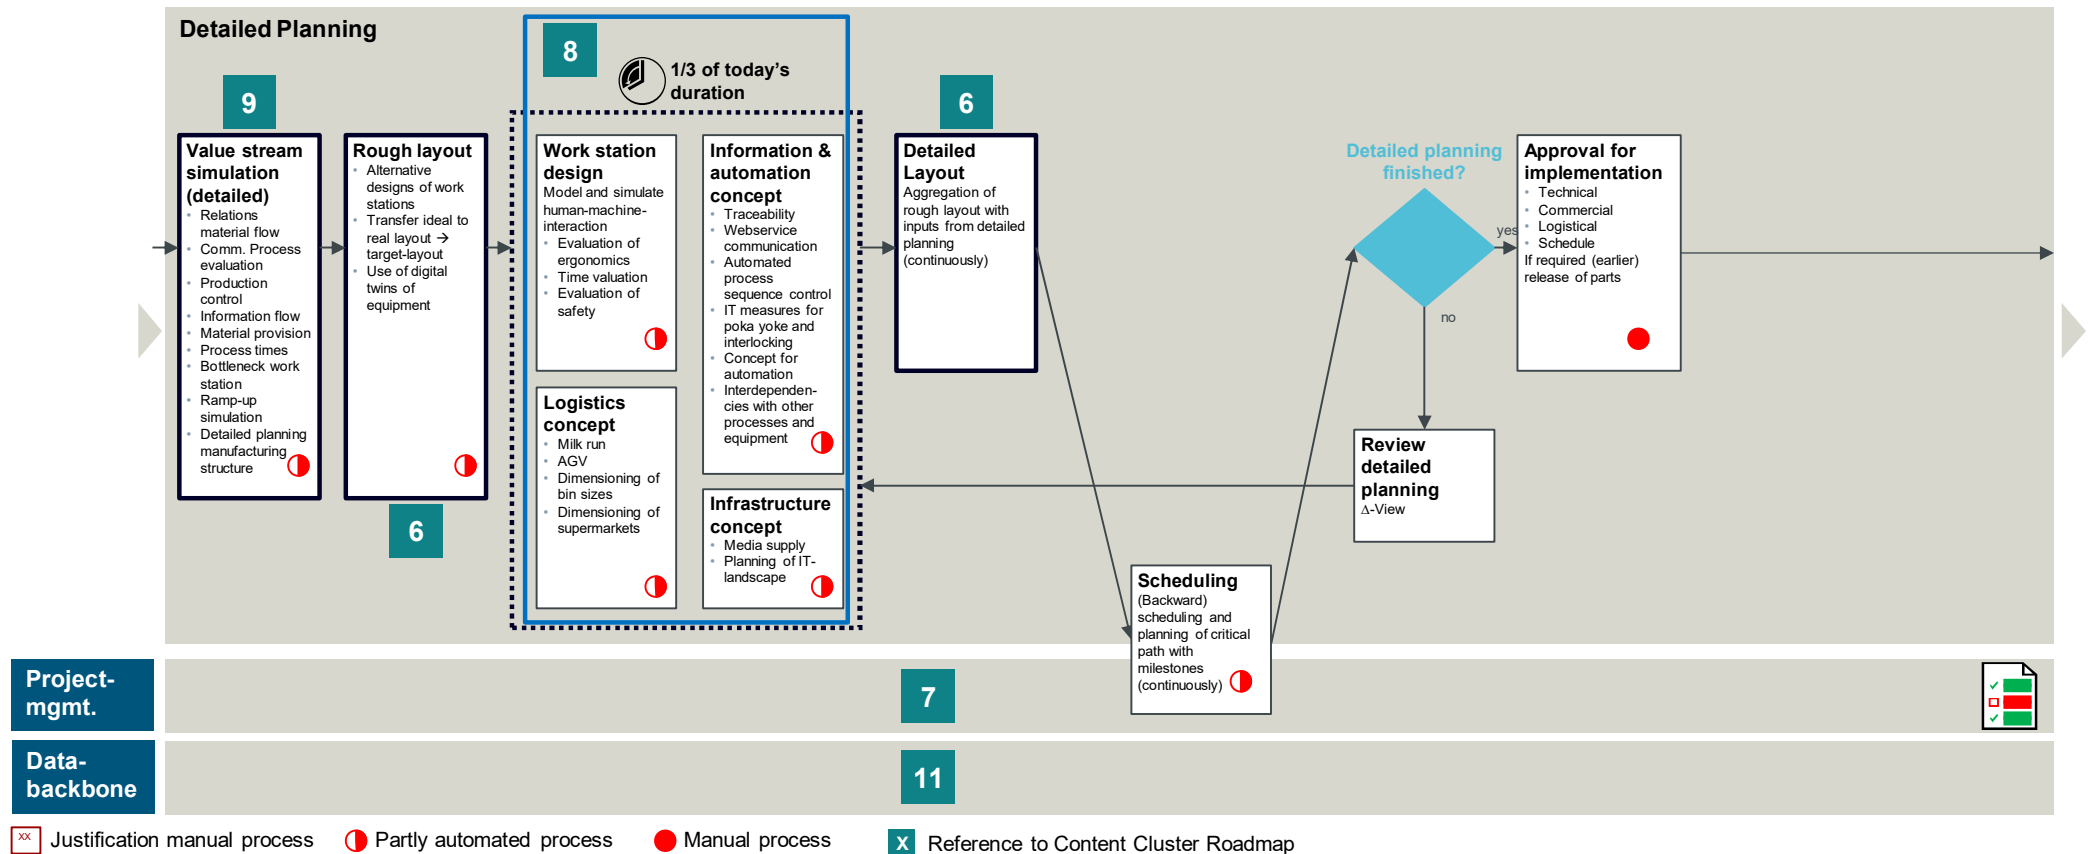 Detailed Planning
8
1/3 of today's
duration
9
6
Value stream
simulation
(detailed)
• Relations
material flow
• Comm. Process
evaluation
• Production
control
• Information flow
• Material provision
• Process times
• Bottleneck work
station
• Ramp-up
simulation
• Detailed planning
manufacturing
structure
Rough layout
• Alternative
designs of work
stations
• Transfer ideal to
real layout →
target-layout
• Use of digital
twins of
equipment
6
Work station
design
Model and simulate
human-machine-
interaction
• Evaluation of
ergonomics
• Time valuation
• Evaluation of
safety
Logistics
concept
• Milk run
• AGV
• Dimensioning of
bin sizes
• Dimensioning of
supermarkets
Information &
automation
concept
• Traceability
• Webservice
communication
• Automated
process
sequence control
• IT measures for
poka yoke and
interlocking
• Concept for
automation
• Interdependen-
cies with other
processes and
equipment
Infrastructure
concept
• Media supply
• Planning of IT-
landscape
Detailed
Layout
Aggregation of
rough layout with
inputs from detailed
planning
(continuously)
Scheduling
(Backward)
scheduling and
planning of critical
path with
milestones
(continuously)
Detailed planning
finished?
yes
no
Review
detailed
planning
Δ-View
Approval for
implementation
• Technical
• Commercial
• Logistical
• Schedule
If required (earlier)
release of parts
Project-
mgmt.
7
Data-
backbone
11
xx Justification manual process
Partly automated process
Manual process
X Reference to Content Cluster Roadmap